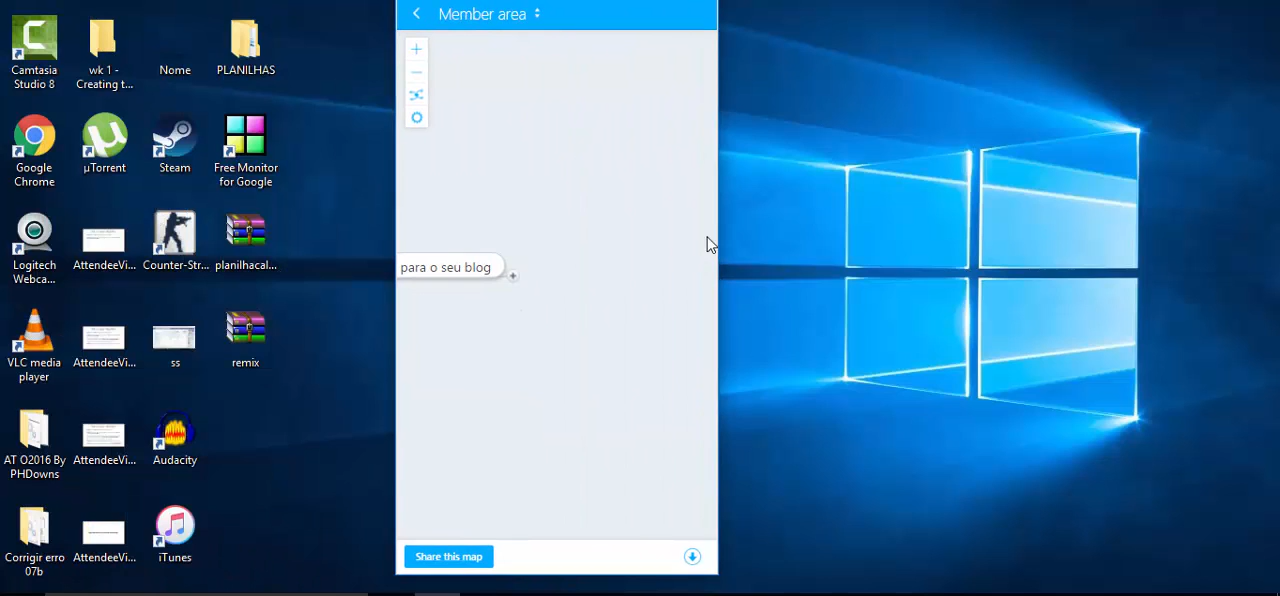 Member area
Camtasia
Studio 8
wk 1 -
Creating t...
Nome
PLANILHAS
Google
Chrome
µTorrent
Steam
Free Monitor
for Google
Logitech
Webca...
AttendeeVi...
Counter-Str...
planilhacal...
para o seu blog
VLC media
player
AttendeeVi...
ss
remix
AT O2016 By
PHDowns
AttendeeVi...
Audacity
Corrigir erro
07b
AttendeeVi...
iTunes
Share this map